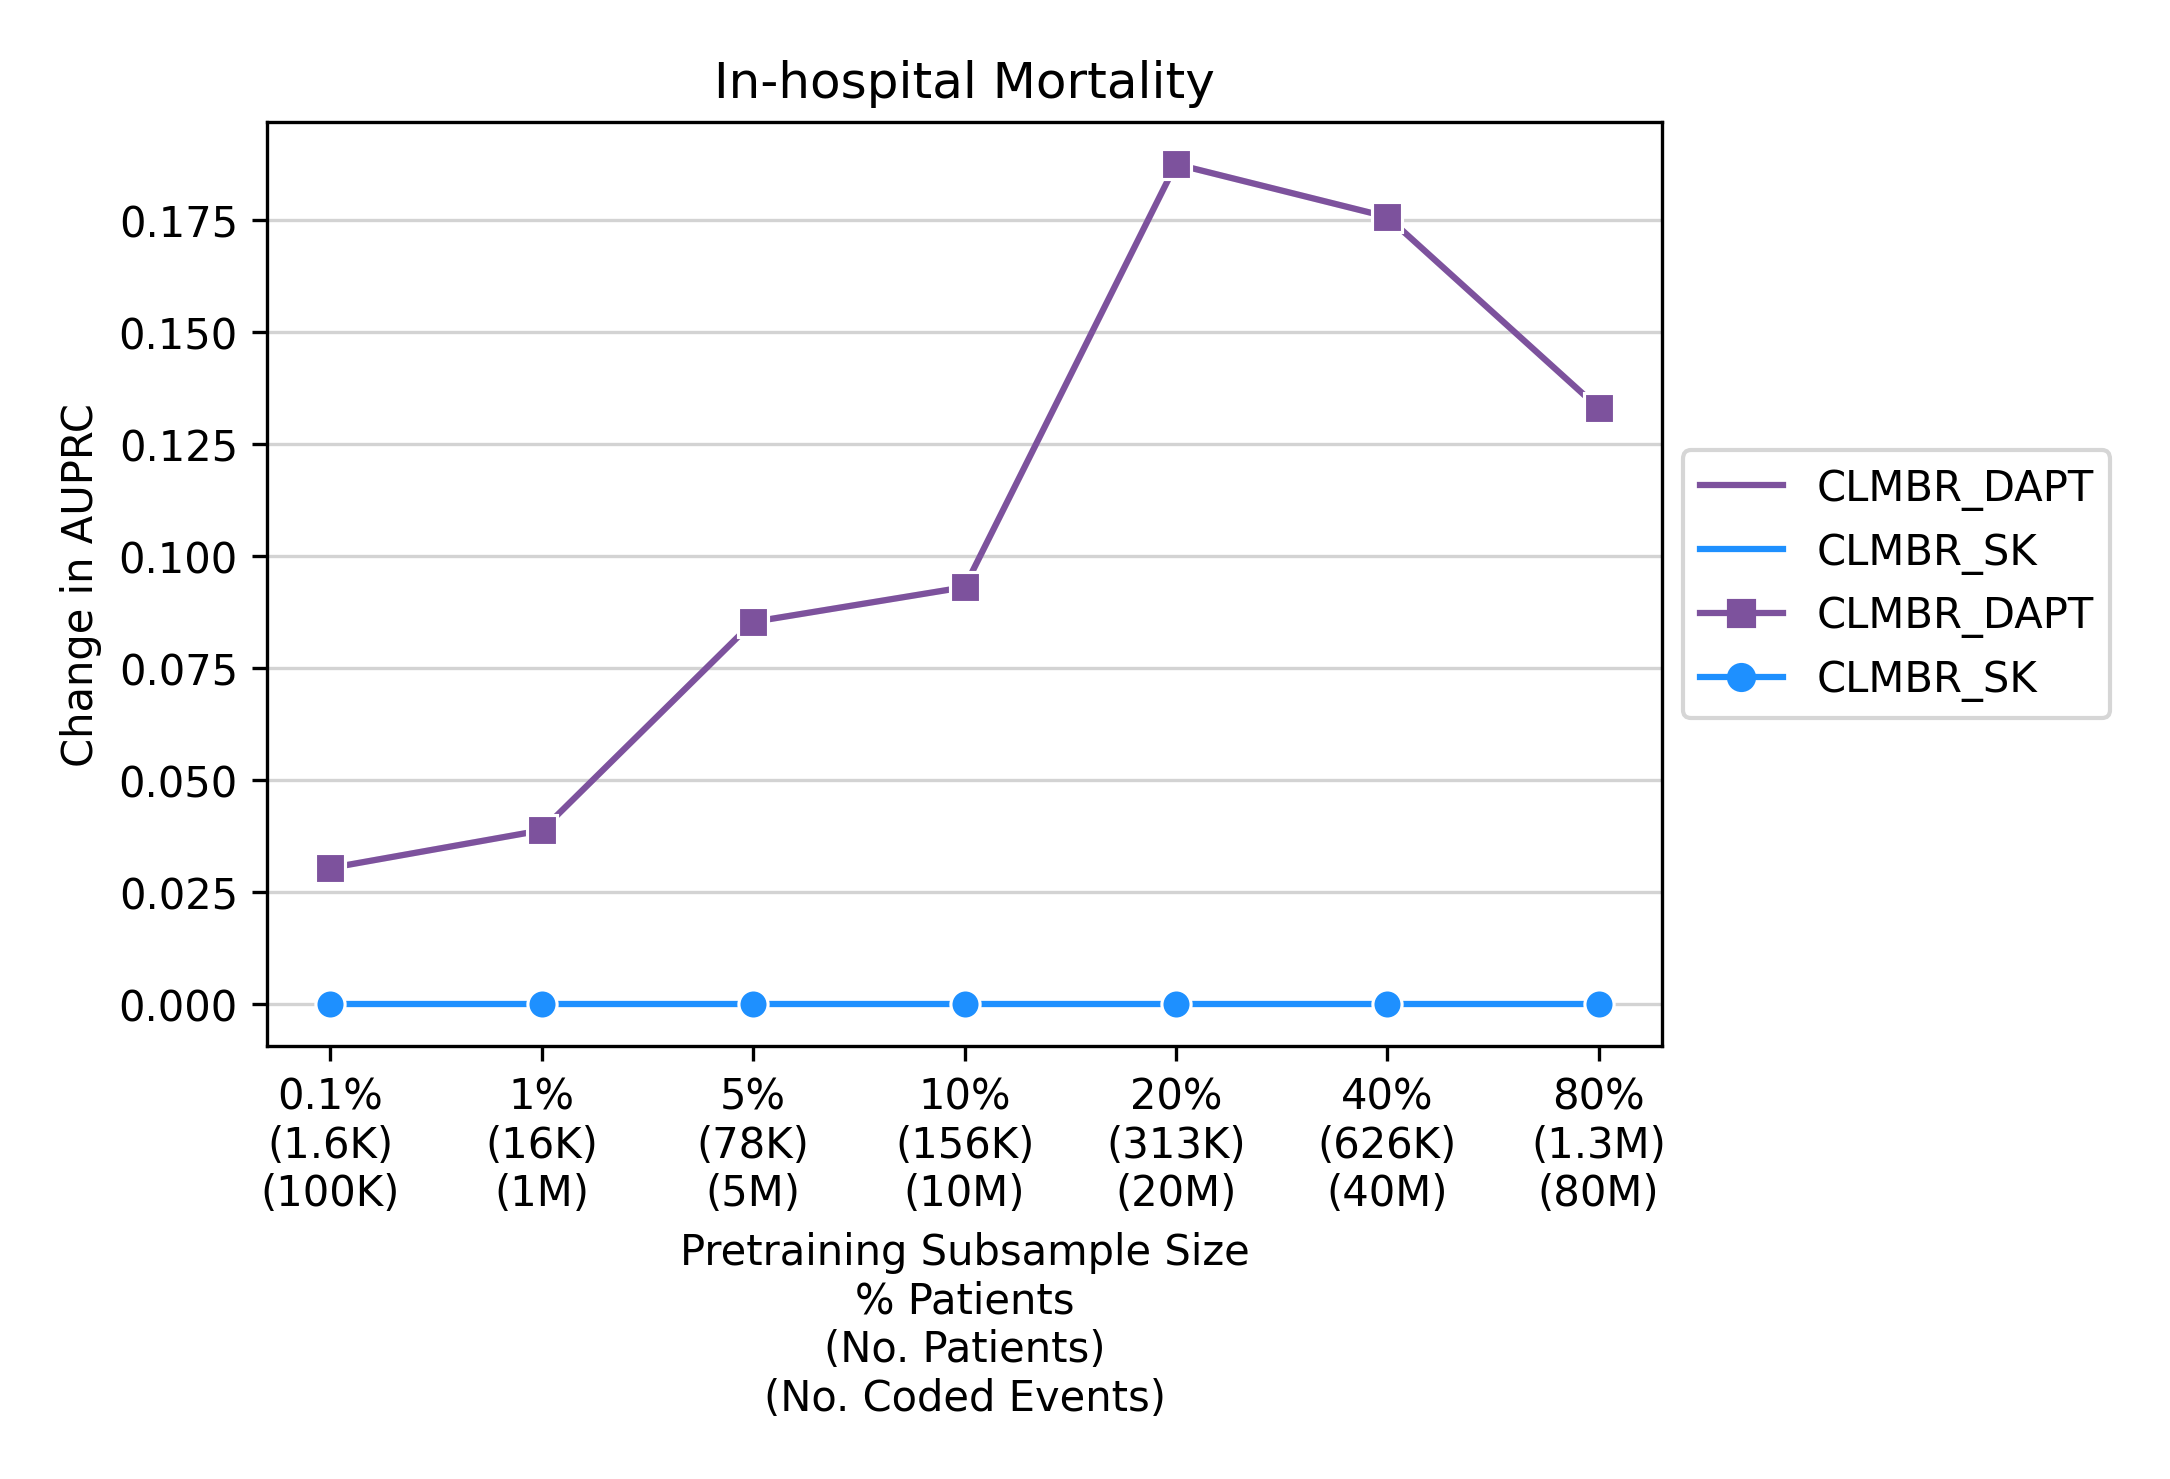 In-hospital Mortality
Change in AUPRC
0.175
0.150
0.125
0.100
0.075
0.050
0.025
0.000
0.1% 1% 5% 10% 20% 40% 80%
(1.6K) (16K) (78K) (156K) (313K) (626K) (1.3M)
(100K) (1M) (5M) (10M) (20M) (40M) (80M)
Pretraining Subsample Size
% Patients
(No. Patients)
(No. Coded Events)
CLMBR_DAPT
CLMBR_SK
CLMBR_DAPT
CLMBR_SK